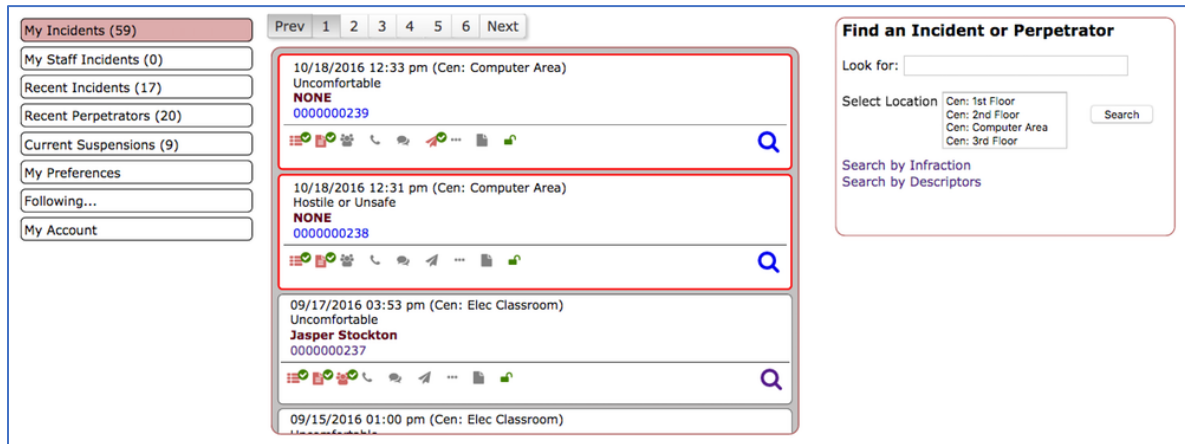 My Incidents (59)
My Staff Incidents (0)
Recent Incidents (17)
Recent Perpetrators (20)
Current Suspensions (9)
My Preferences
Following...
My Account
Prev 1 2 3 4 5 6 Next
10/18/2016 12:33 pm (Cen: Computer Area)
Uncomfortable
NONE
0000000239
10/18/2016 12:31 pm (Cen: Computer Area)
Hostile or Unsafe
NONE
0000000238
09/17/2016 03:53 pm (Cen: Elec Classroom)
Uncomfortable
Jasper Stockton
0000000237
09/15/2016 01:00 pm (Cen: Elec Classroom)
Find an Incident or Perpetrator
Look for:
Select Location
Cen: 1st Floor
Cen: 2nd Floor
Cen: Computer Area
Cen: 3rd Floor
Search
Search by Infraction
Search by Descriptors